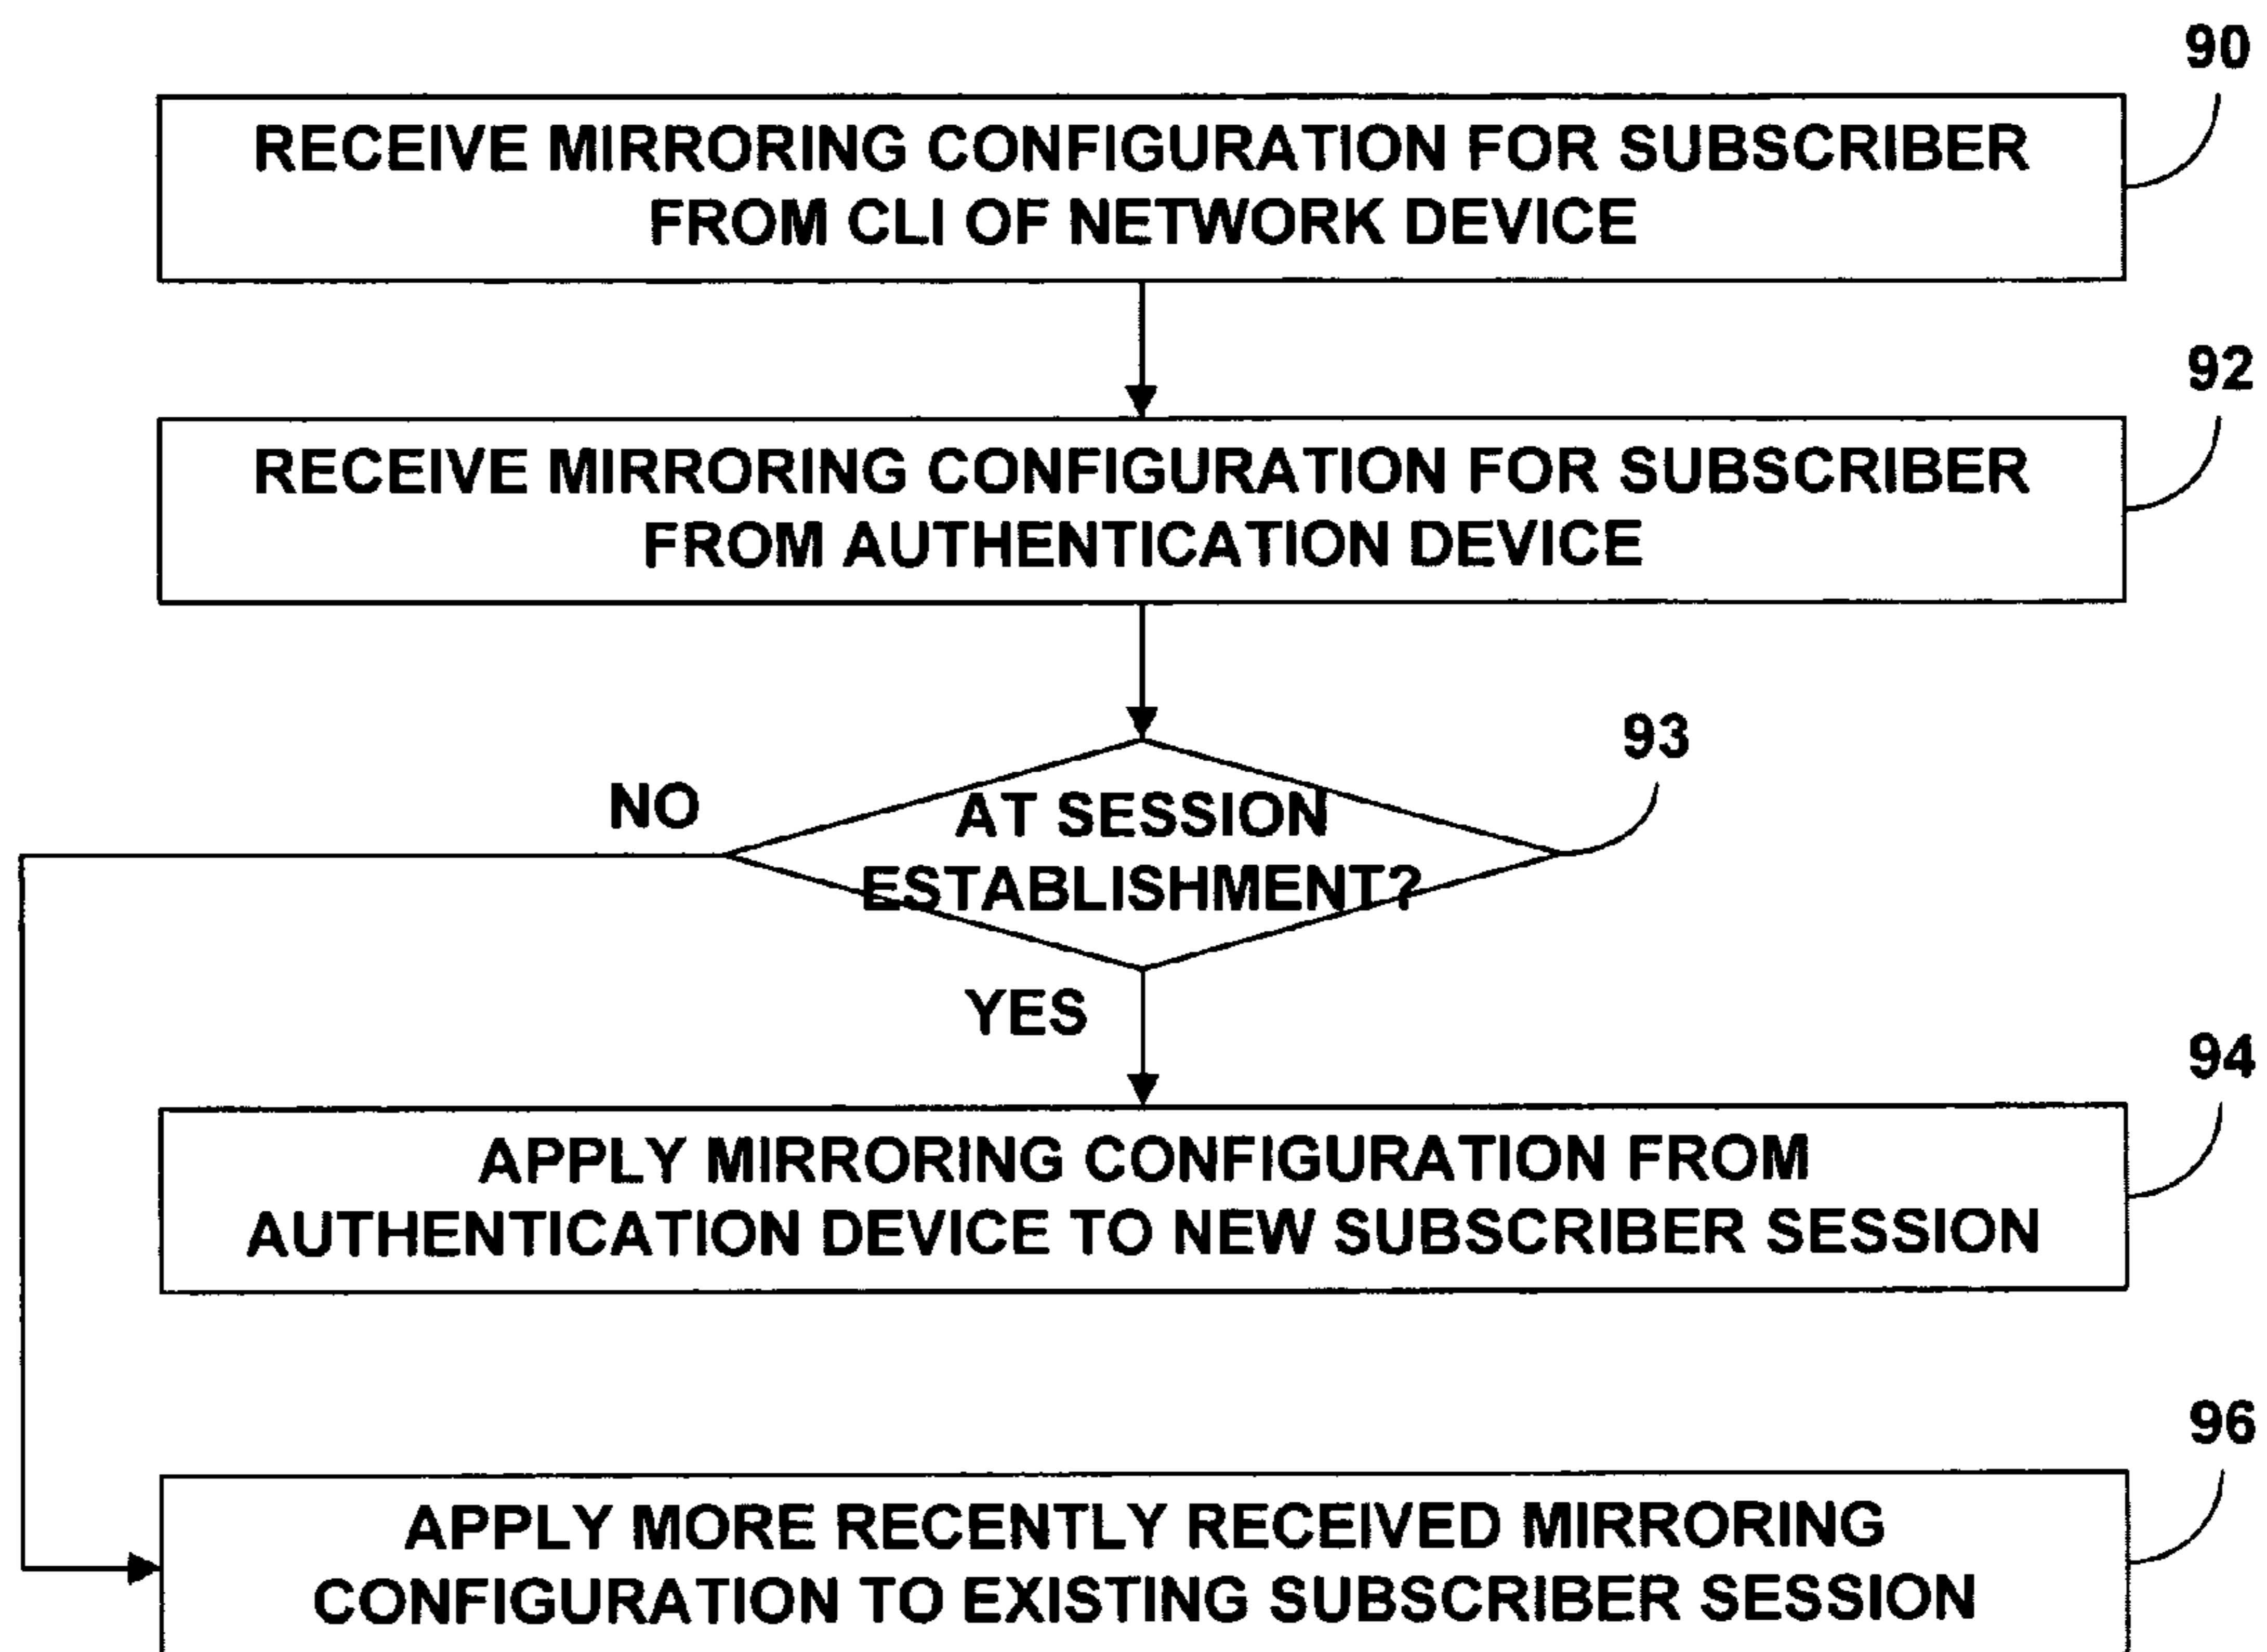 90
RECEIVE MIRRORING CONFIGURATION FOR SUBSCRIBER
FROM CLI OF NETWORK DEVICE
92
RECEIVE MIRRORING CONFIGURATION FOR SUBSCRIBER
FROM AUTHENTICATION DEVICE
93
NO
AT SESSION
ESTABLISHMENT?
YES
94
APPLY MIRRORING CONFIGURATION FROM
AUTHENTICATION DEVICE TO NEW SUBSCRIBER SESSION
96
APPLY MORE RECENTLY RECEIVED MIRRORING
CONFIGURATION TO EXISTING SUBSCRIBER SESSION